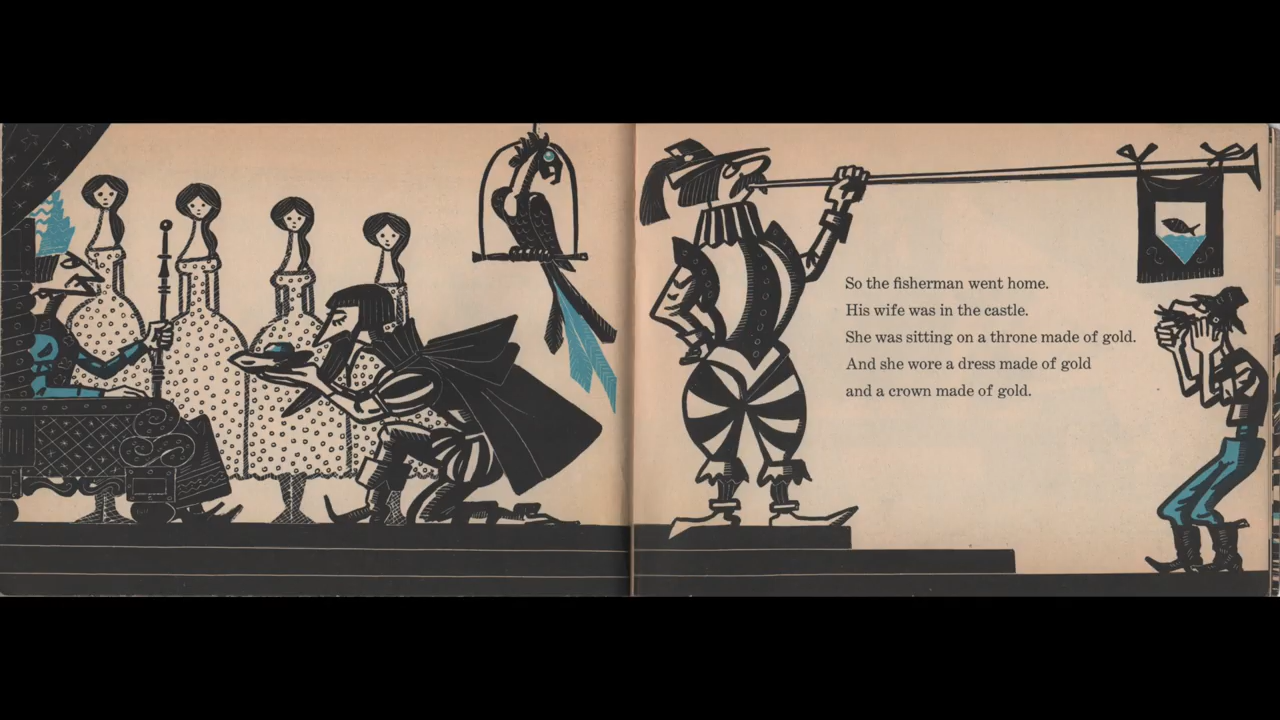 So the fisherman went home.
His wife was in the castle.
She was sitting on a throne made of gold.
And she wore a dress made of gold
and a crown made of gold.